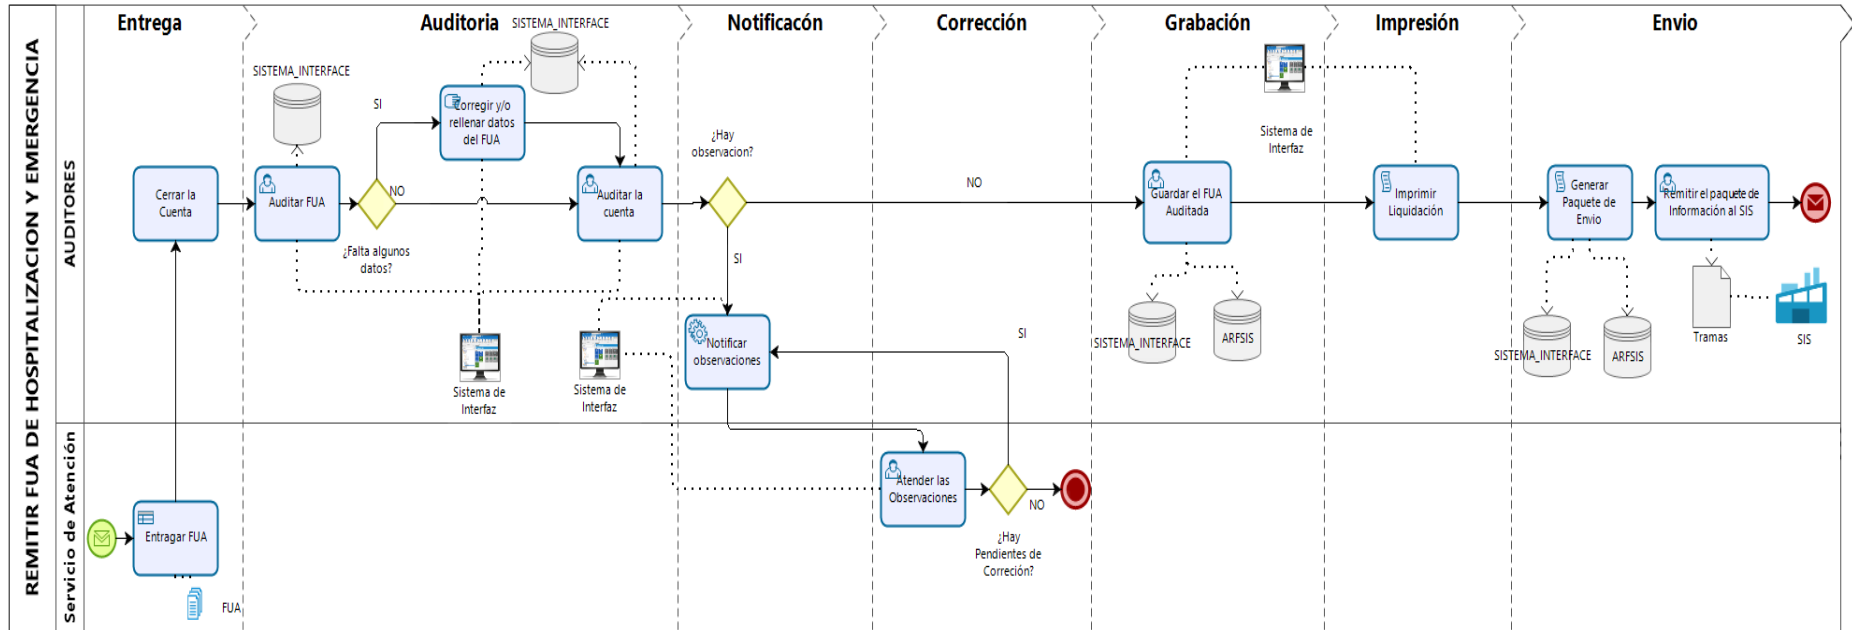 REMITIR FUA DE HOSPITALIZACION Y EMERGENCIA
Entrega
Auditoria
Notificacón
Corrección
Grabación
Impresión
Envio
AUDITORES
SISTEMA_INTERFACE
SISTEMA_INTERFACE
SI
Corregir y/o
rellenar datos
del FUA
¿Hay
observacion?
Sistema de
Interfaz
Cerrar la
Cuenta
Auditar FUA
NO
Auditar la
cuenta
NO
Guardar el FUA
Auditada
Imprimir
Liquidación
Generar
Paquete de
Envio
Remitir el paquete de
Información al SIS
¿Falta algunos
datos?
SI
Notificar
observaciones
SI
SISTEMA_INTERFACE
ARFSIS
SISTEMA_INTERFACE
ARFSIS
Tramas
SIS
Sistema de
Interfaz
Sistema de
Interfaz
Servicio de Atención
Atender las
Observaciones
NO
¿Hay
Pendientes de
Correción?
Entragar FUA
FUA